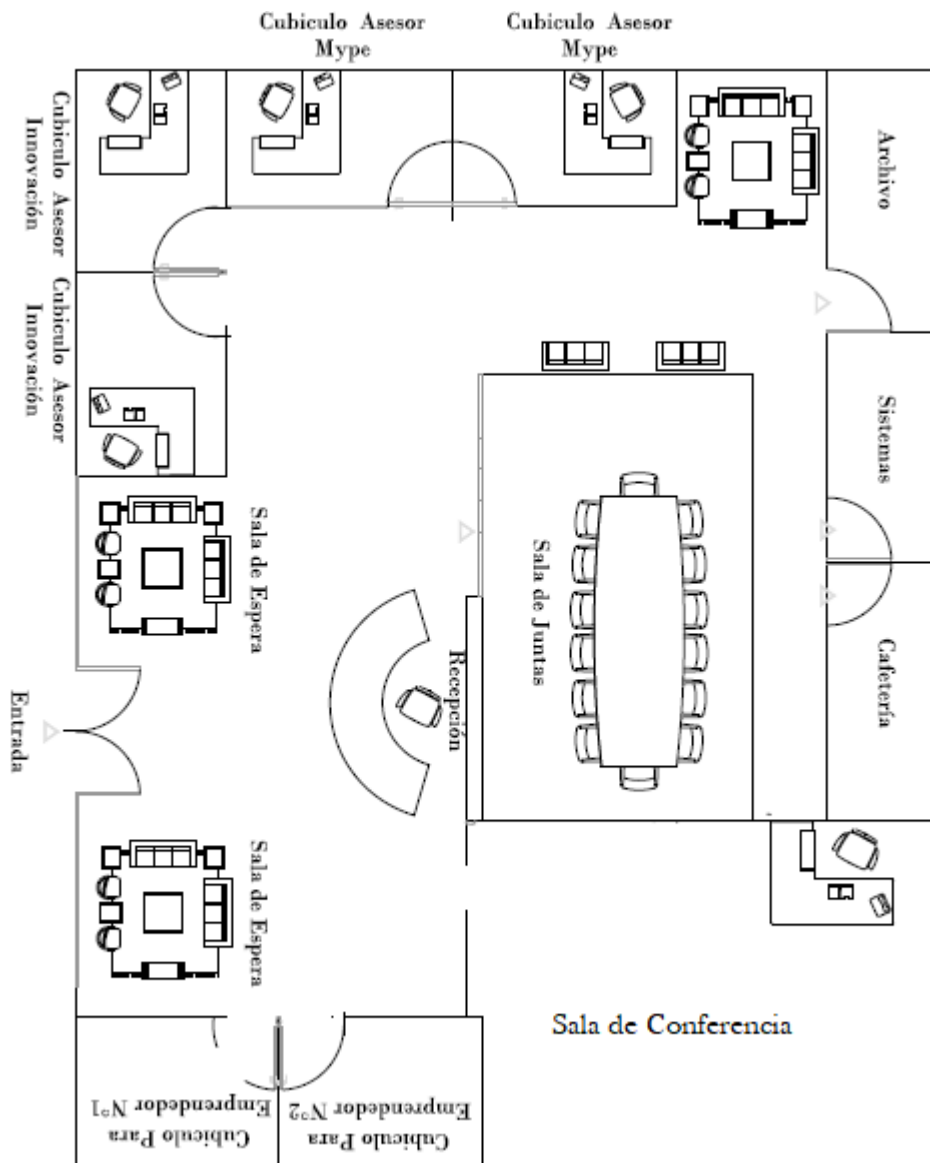 Cubiculo Asesor
Mype
Cubiculo Asesor
Mype
Cubiculo Asesor
Innovación
Cubiculo Asesor
Innovación
Archivo
Sistemas
Cafetería
Sala de Espera
Sala de Juntas
Recepción
Entrada
Sala de Espera
Sala de Conferencia
Cubiculo Para
Emprendedor N°1
Cubiculo Para
Emprendedor N°2